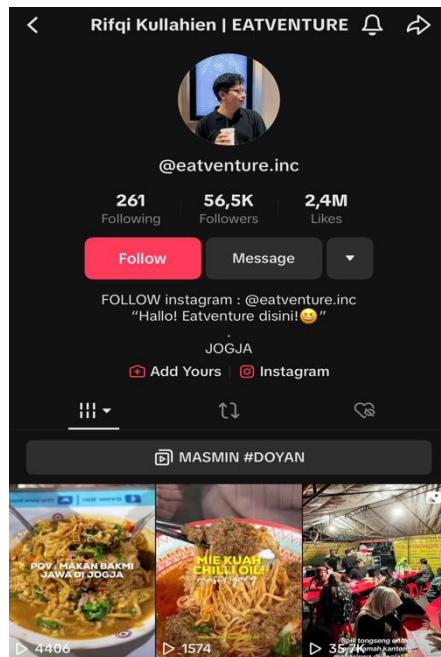 Rifqi Kullahien | EATVENTURE
@eatventure.inc
261 56,5K 2,4M
Following Followers Likes
Follow Message
FOLLOW instagram : @eatventure.inc
“Hallo! Eatventure disini!😆”
.
JOGJA
Add Yours Instagram
MASMIN #DOYAN
POV : MAKAN BAKMI
JAWA DI JOGJA
4406
MIE KUAH
CHILLI OIL!
1574
Spill tongseng